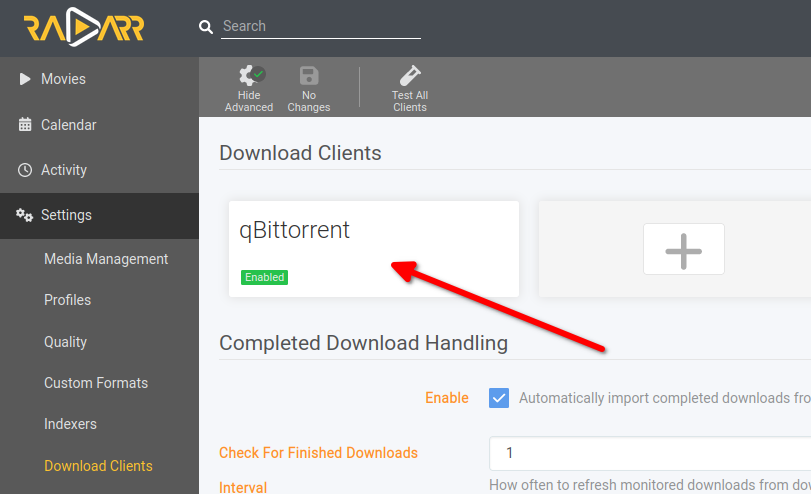 RADARR
Search
Movies
Calendar
Activity
Settings
Media Management
Profiles
Quality
Custom Formats
Indexers
Download Clients
Hide
Advanced
No
Changes
Test All
Clients
Download Clients
qBittorrent
Enabled
Completed Download Handling
Enable
Automatically import completed downloads fro
Check For Finished Downloads
Interval
1
How often to refresh monitored downloads from do